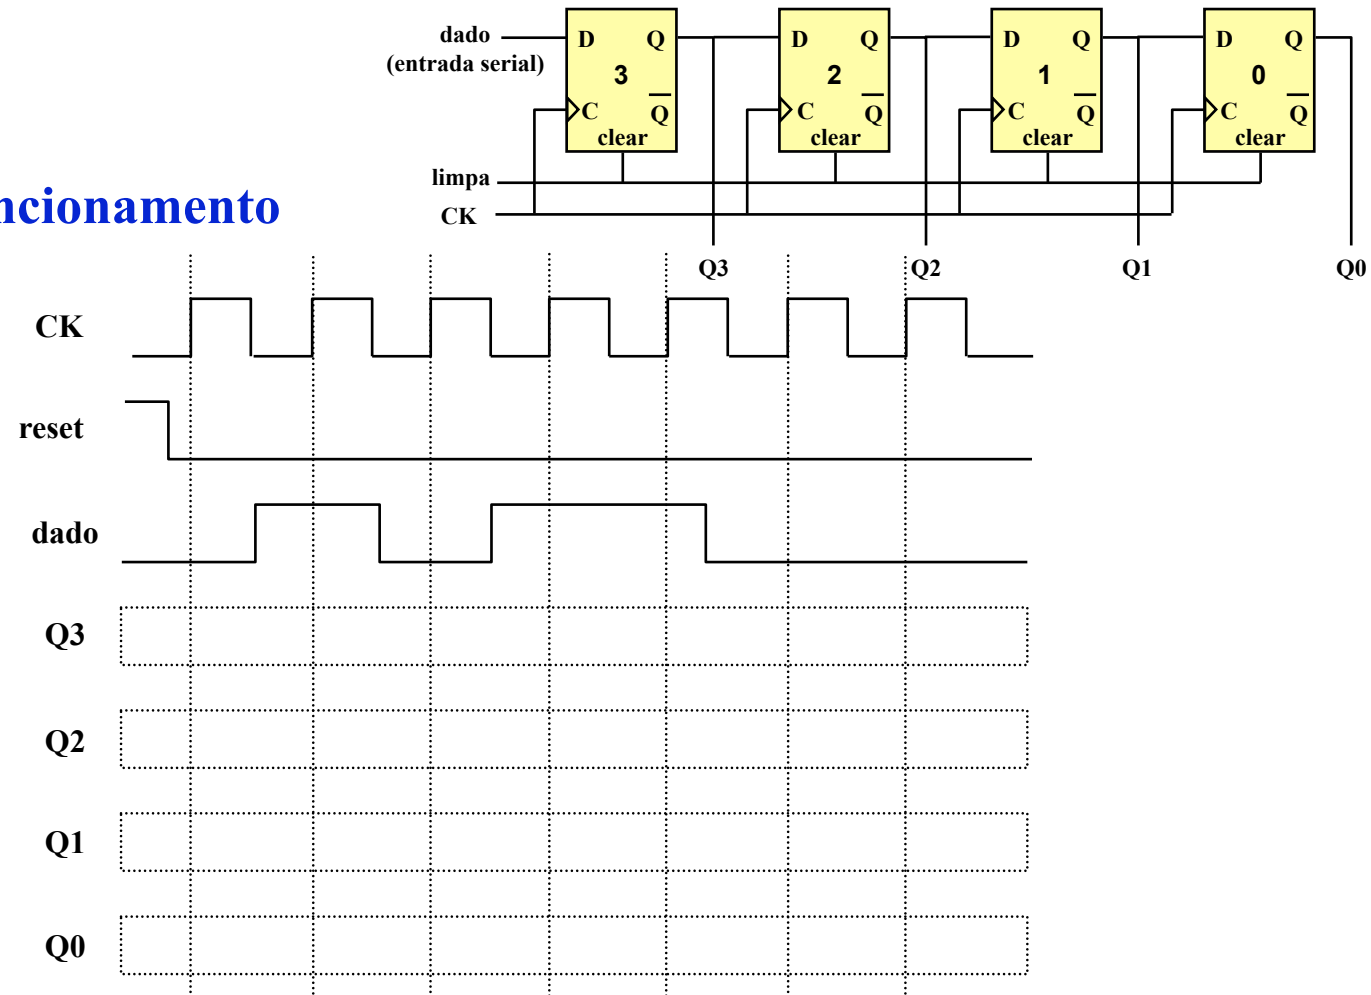 dado
(entrada serial)
D Q
3
C Q
clear
D Q
2
C Q
clear
D Q
1
C Q
clear
D Q
0
C Q
clear
limpa
CK
Q3 Q2 Q1 Q0
ncionamento
CK
reset
dado
Q3
Q2
Q1
Q0